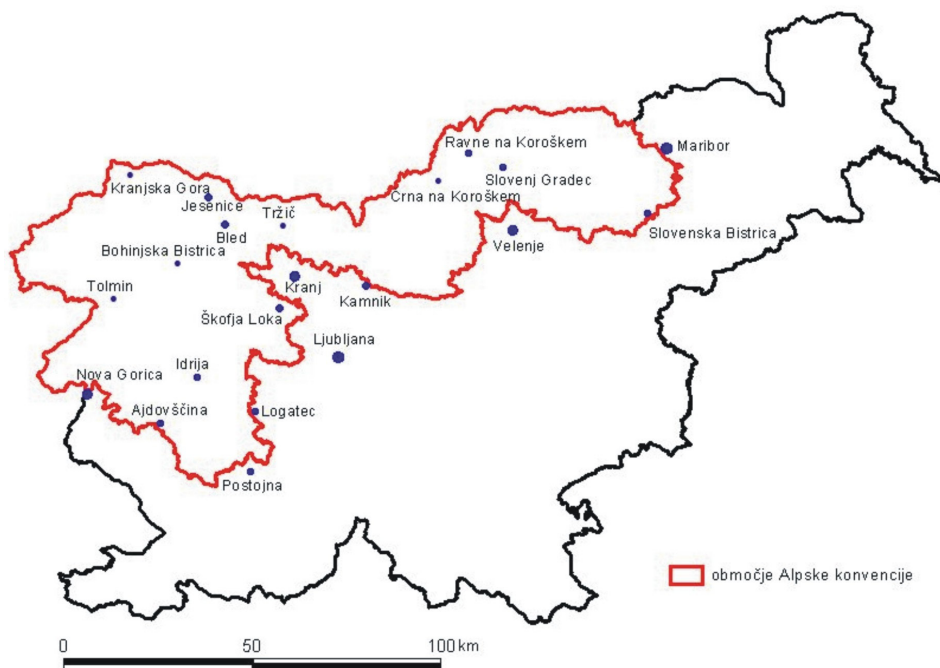 Ravne na Koroškem
Maribor
Slovenj Gradec
Kranjska Gora
Črna na Koroškem
Jesenice
Tržič
Bled
Slovenska Bistrica
Velenje
Bohinjska Bistrica
Kranj
Tolmin
Kamnik
Škofja Loka
Ljubljana
Idrija
Nova Gorica
Ajdovščina
Logatec
Postojna
območje Alpske konvencije
0 50 100 km